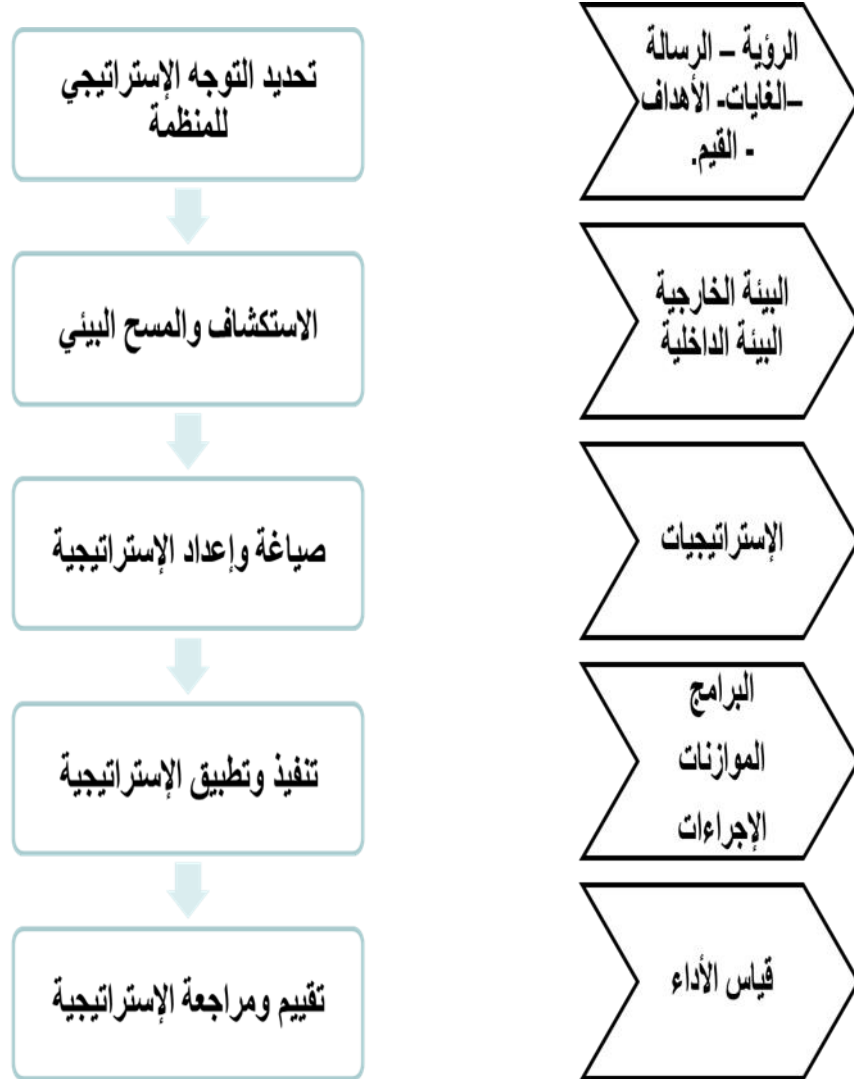 الرؤية – الرسالة
–الغايات- الأهداف
- القيم.
تحديد التوجه الإستراتيجي
للمنظمة
البيئة الخارجية
البيئة الداخلية
الاستكشاف والمسح البيئي
الإستراتيجيات
صياغة وإعداد الإستراتيجية
البرامج
الموازنات
الإجراءات
تنفيذ وتطبيق الإستراتيجية
قياس الأداء
تقييم ومراجعة الإستراتيجية